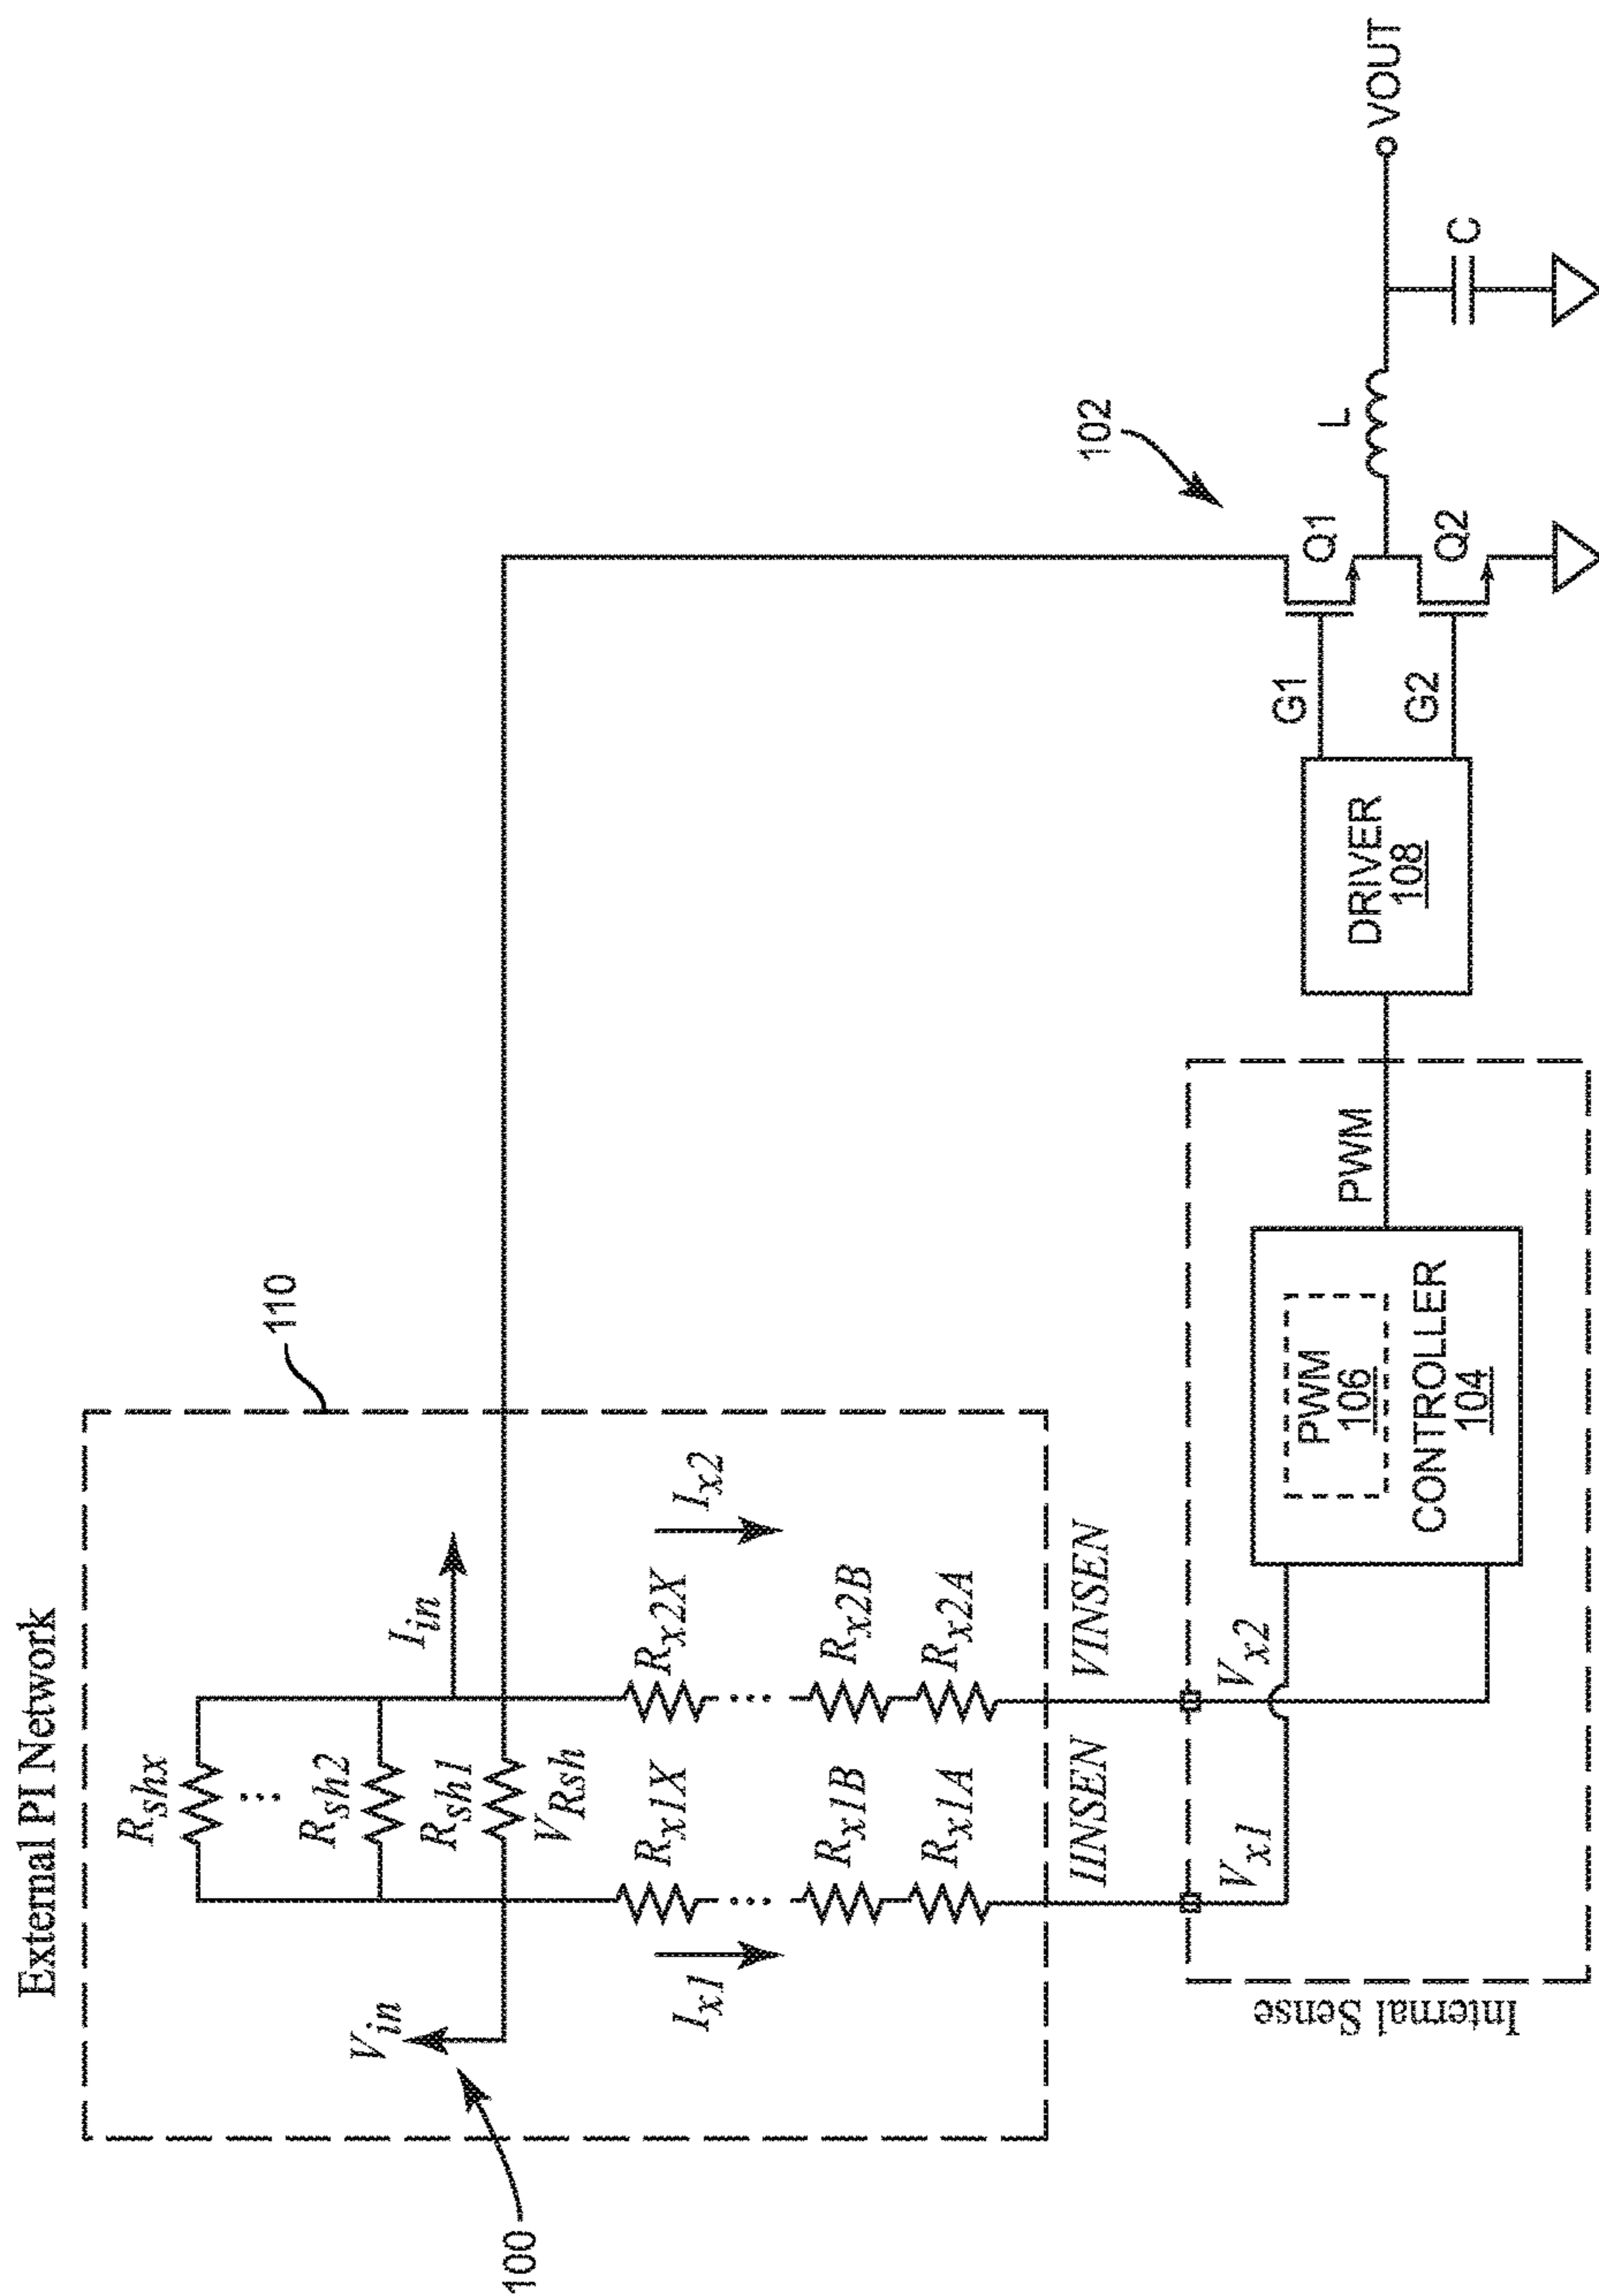 External PI Network
110
R_shx
R_sh2
R_sh1
V_Rsh
I_in
V_in
100
I_x1
R_x1X
R_x1B
R_x1A
I_x2
R_x2X
R_x2B
R_x2A
IINSEN
VINSEN
V_x1
V_x2
Internal Sense
PWM
106
CONTROLLER
104
PWM
DRIVER
108
G1
G2
102
Q1
Q2
L
C
VOUT